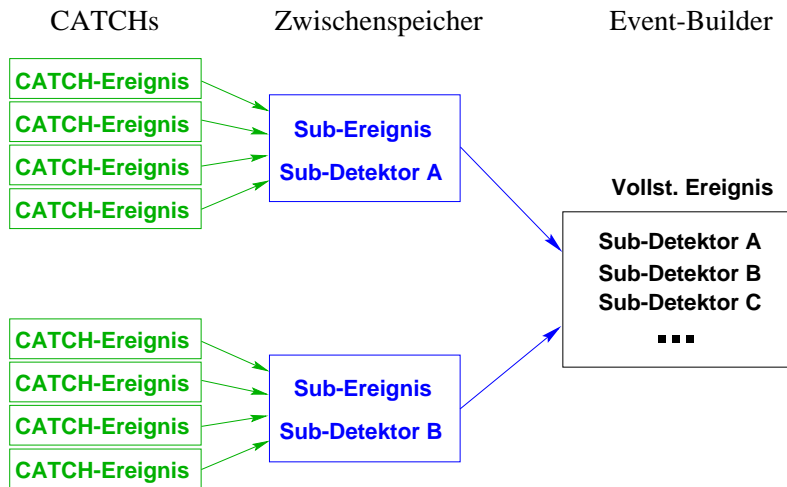 CATCHs
Zwischenspeicher
Event-Builder
CATCH-Ereignis
CATCH-Ereignis
CATCH-Ereignis
CATCH-Ereignis
Sub-Ereignis
Sub-Detektor A
Vollst. Ereignis
Sub-Detektor A
Sub-Detektor B
Sub-Detektor C
...
CATCH-Ereignis
CATCH-Ereignis
CATCH-Ereignis
CATCH-Ereignis
Sub-Ereignis
Sub-Detektor B